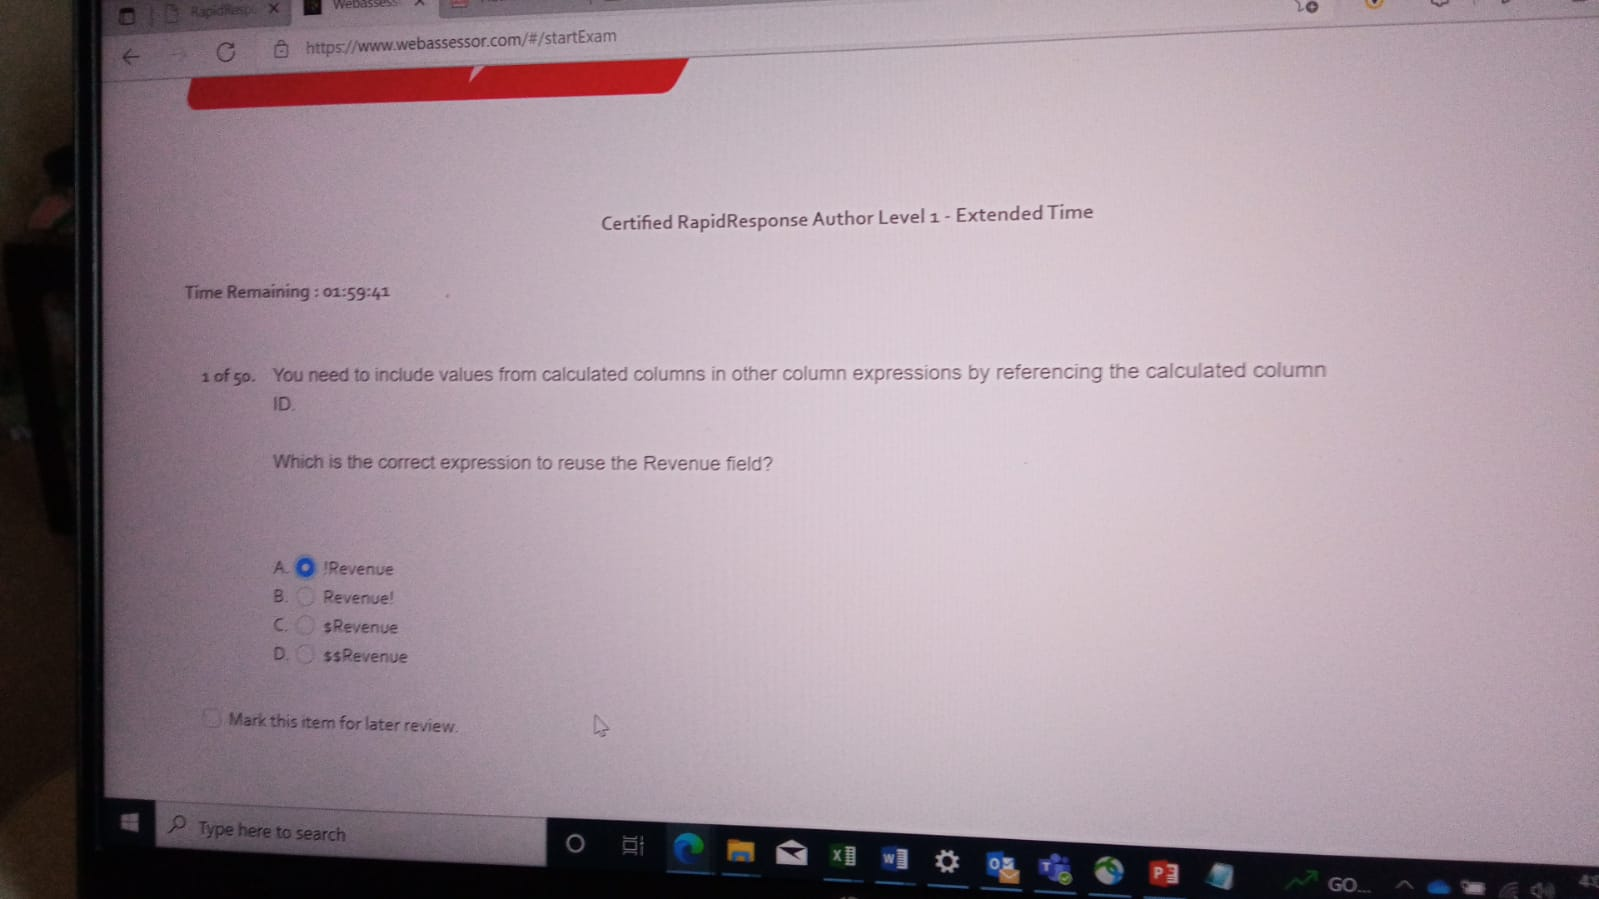 RapidRespo
Webassess
https://www.webassessor.com/#/startExam
Certified RapidResponse Author Level 1 - Extended Time
Time Remaining : 01:59:41
1 of 50. You need to include values from calculated columns in other column expressions by referencing the calculated column
ID.
Which is the correct expression to reuse the Revenue field?
A. !Revenue
B. Revenue!
C. $Revenue
D. $$Revenue
Mark this item for later review.
Type here to search
GO...